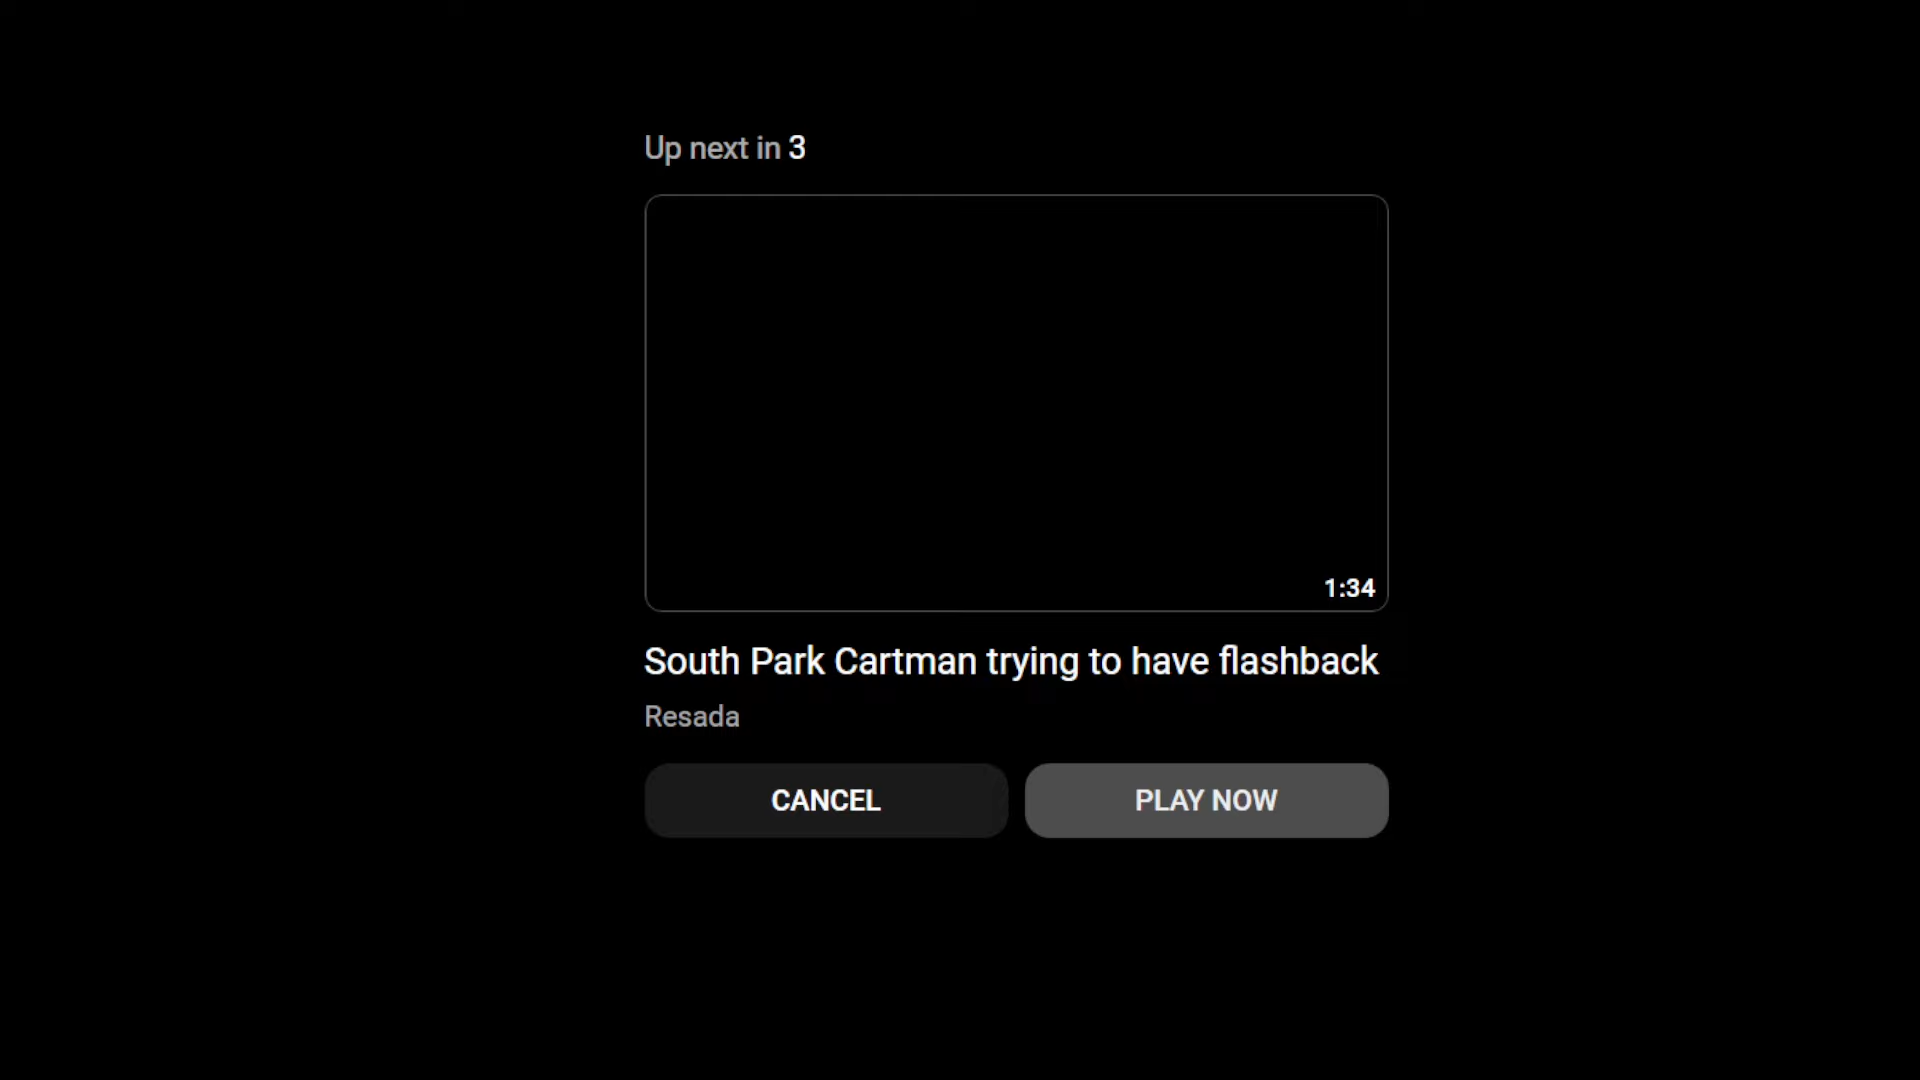 Up next in 3
1:34
South Park Cartman trying to have flashback
Resada
CANCEL
PLAY NOW